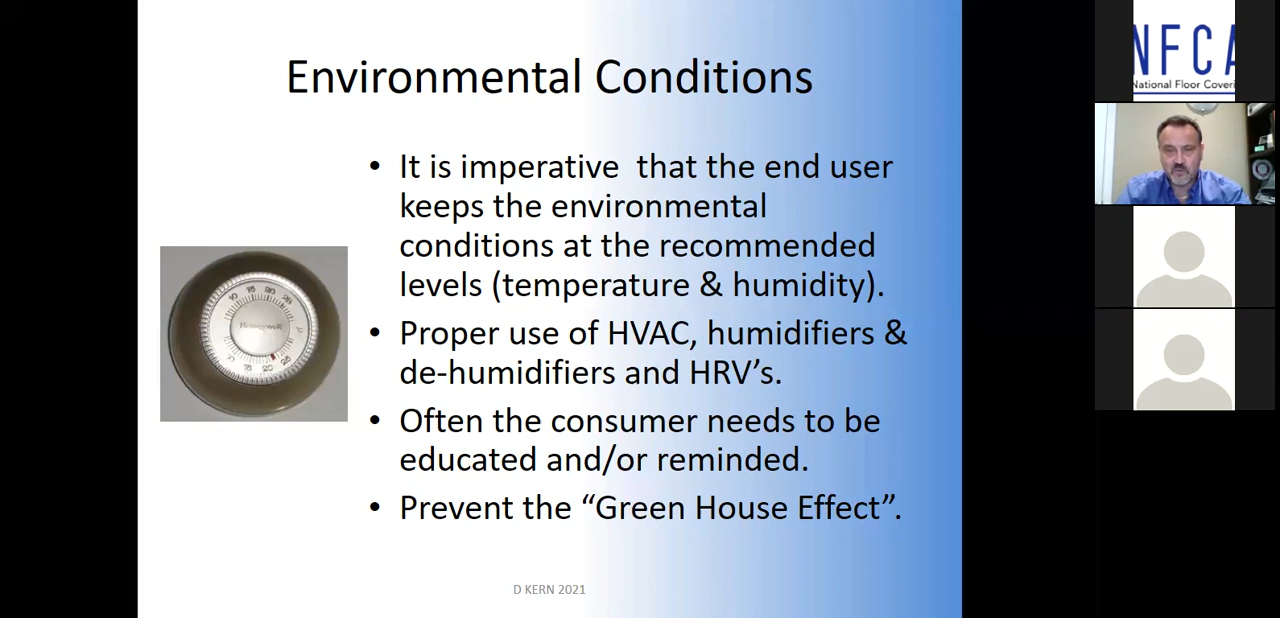 Environmental Conditions
• It is imperative  that the end user
keeps the environmental
conditions at the recommended
levels (temperature & humidity).
• Proper use of HVAC, humidifiers &
de-humidifiers and HRV’s.
• Often the consumer needs to be
educated and/or reminded.
• Prevent the “Green House Effect”.
D KERN 2021
Honeywell
NFCA
National Floor Coveri